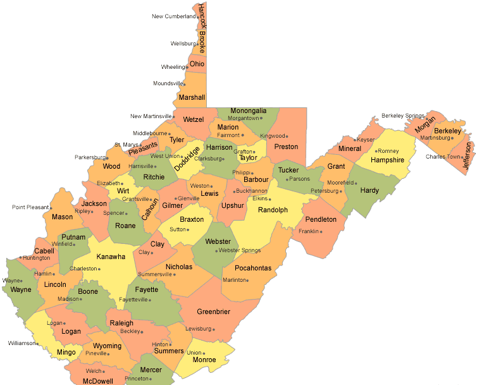 New Cumberland
Hancock
Brooke
Wellsburg
Wheeling
Ohio
Moundsville
Marshall
New Martinsville
Wetzel
Monongalia
Morgantown
Berkeley Springs
Morgan
Berkeley
Martinsburg
Jefferson
Charles Town
Middlebourne
Tyler
Marion
Fairmont
Kingwood
Preston
Keyser
Mineral
Romney
Hampshire
St. Marys
Pleasants
Parkersburg
Wood
West Union
Doddridge
Harrison
Clarksburg
Grafton
Taylor
Harrisville
Ritchie
Philippi
Barbour
Tucker
Parsons
Grant
Moorefield
Petersburg
Hardy
Elizabeth
Wirt
Grantsville
Calhoun
Weston
Lewis
Buckhannon
Upshur
Elkins
Randolph
Point Pleasant
Mason
Jackson
Ripley
Spencer
Roane
Glenville
Gilmer
Braxton
Sutton
Pendleton
Franklin
Putnam
Winfield
Clay
Clay
Webster
Webster Springs
Cabell
Huntington
Kanawha
Charleston
Nicholas
Summersville
Pocahontas
Marlinton
Wayne
Wayne
Hamlin
Lincoln
Madison
Boone
Fayette
Fayetteville
Greenbrier
Lewisburg
Logan
Logan
Raleigh
Beckley
Williamson
Mingo
Wyoming
Pineville
Hinton
Summers
Union
Monroe
Welch
McDowell
Mercer
Princeton